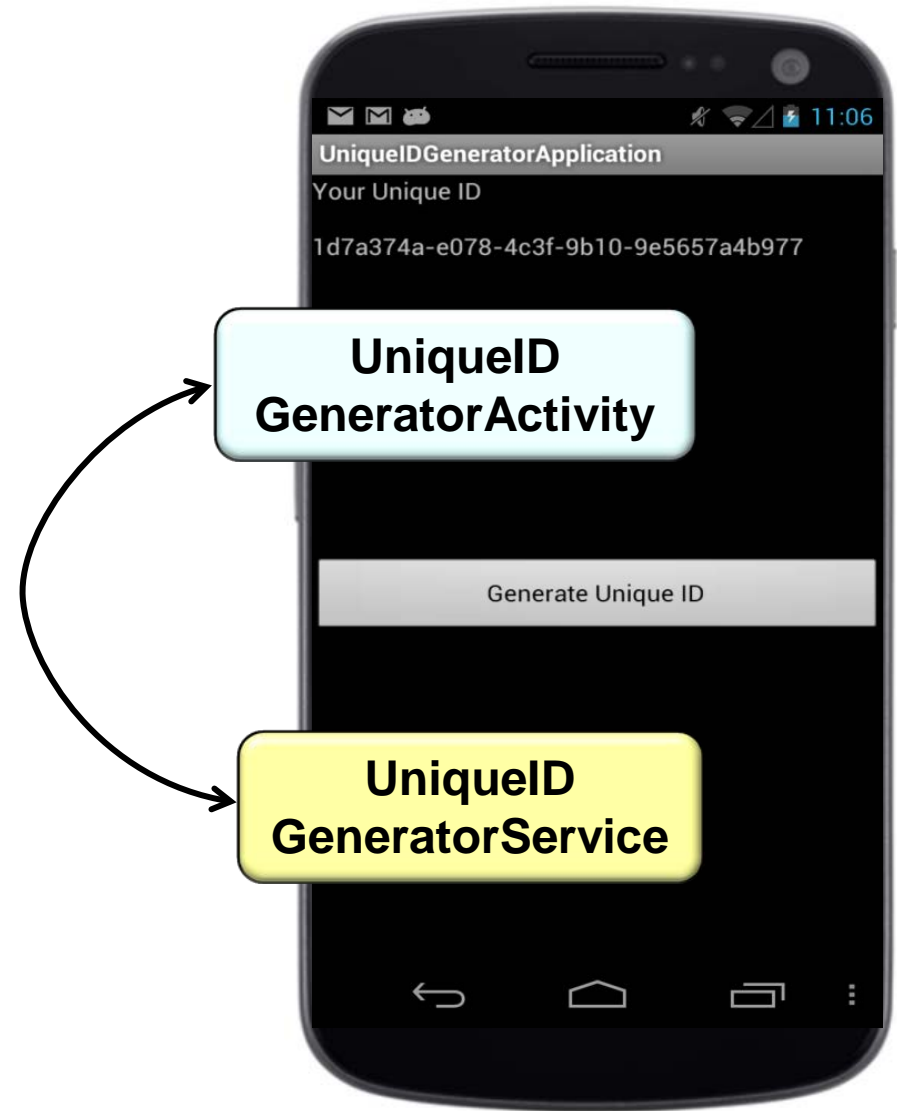 11:06
UniqueIDGeneratorApplication
Your Unique ID
1d7a374a-e078-4c3f-9b10-9e5657a4b977
UniqueID
GeneratorActivity
Generate Unique ID
UniqueID
GeneratorService